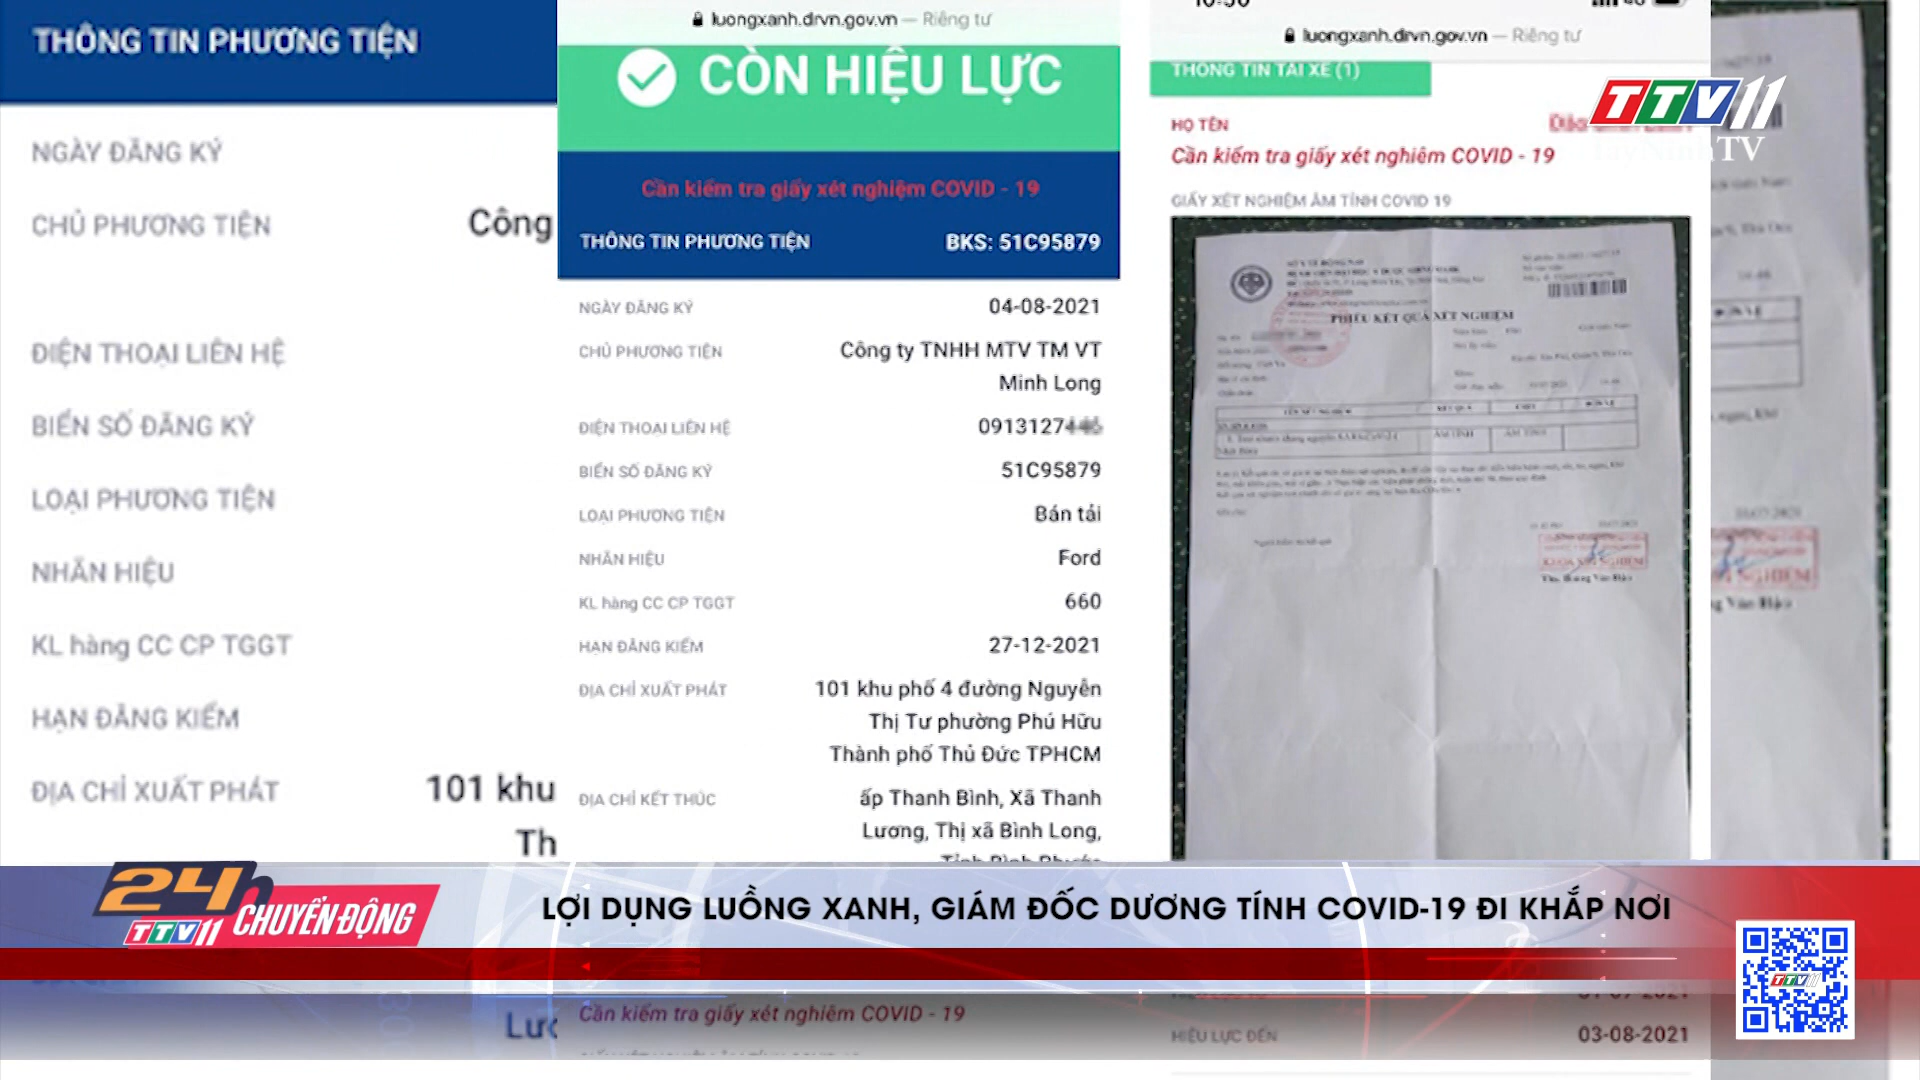 THÔNG TIN PHƯƠNG TIỆN
NGÀY ĐĂNG KÝ
CHỦ PHƯƠNG TIỆN
Công
ĐIỆN THOẠI LIÊN HỆ
BIỂN SỐ ĐĂNG KÝ
LOẠI PHƯƠNG TIỆN
NHÃN HIỆU
KL hàng CC CP TGGT
HẠN ĐĂNG KIỂM
ĐỊA CHỈ XUẤT PHÁT
101 khu
Th
luongxanh.drvn.gov.vn — Riêng tư
CÒN HIỆU LỰC
Cần kiểm tra giấy xét nghiệm COVID - 19
THÔNG TIN PHƯƠNG TIỆN BKS: 51C95879
NGÀY ĐĂNG KÝ 04-08-2021
CHỦ PHƯƠNG TIỆN Công ty TNHH MTV TM VT
Minh Long
ĐIỆN THOẠI LIÊN HỆ 0913127
BIỂN SỐ ĐĂNG KÝ 51C95879
LOẠI PHƯƠNG TIỆN Bán tải
NHÃN HIỆU Ford
KL hàng CC CP TGGT 660
HẠN ĐĂNG KIỂM 27-12-2021
ĐỊA CHỈ XUẤT PHÁT 101 khu phố 4 đường Nguyễn
Thị Tư phường Phú Hữu
Thành phố Thủ Đức TPHCM
ĐỊA CHỈ KẾT THÚC ấp Thanh Bình, Xã Thanh
Lương, Thị xã Bình Long,
Tỉnh Bình Phước
luongxanh.drvn.gov.vn — Riêng tư
THÔNG TIN TÀI XẾ (1)
HỌ TÊN
Cần kiểm tra giấy xét nghiệm COVID - 19
GIẤY XÉT NGHIỆM ÂM TÍNH COVID 19
PHIẾU KẾT QUẢ XÉT NGHIỆM
TTV11
TayNinhTV
24h
TTV11
CHUYỂN ĐỘNG
LỢI DỤNG LUỒNG XANH, GIÁM ĐỐC DƯƠNG TÍNH COVID-19 ĐI KHẮP NƠI
TTV11
Lươ
Cần kiểm tra giấy xét nghiệm COVID - 19
HIỆU LỰC ĐẾN 03-08-2021